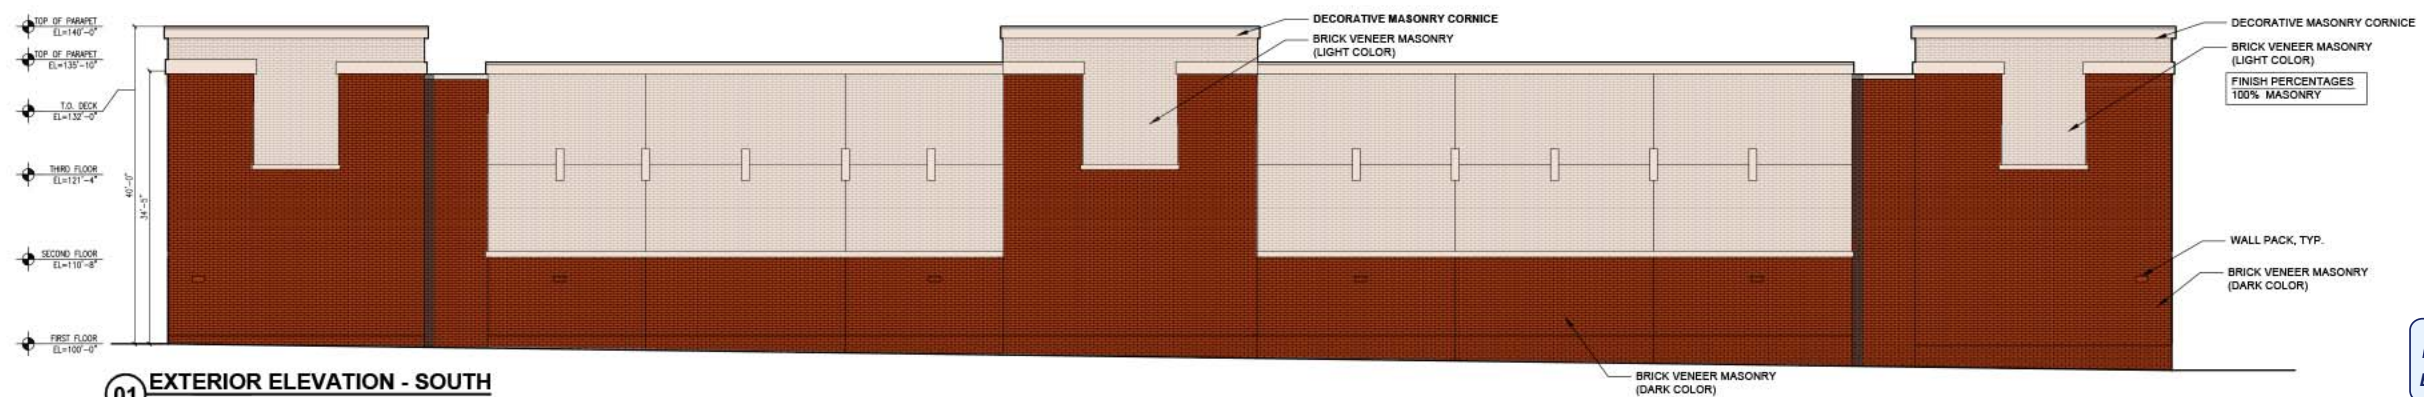 TOP OF PARAPET
EL=140'-0"
TOP OF PARAPET
EL=135'-10"
T.O. DECK
EL=132'-0"
THIRD FLOOR
EL=121'-4"
SECOND FLOOR
EL=110'-8"
FIRST FLOOR
EL=100'-0"
40'-0"
34'-5"
DECORATIVE MASONRY CORNICE
BRICK VENEER MASONRY
(LIGHT COLOR)
DECORATIVE MASONRY CORNICE
BRICK VENEER MASONRY
(LIGHT COLOR)
FINISH PERCENTAGES
100% MASONRY
WALL PACK, TYP.
BRICK VENEER MASONRY
(DARK COLOR)
BRICK VENEER MASONRY
(DARK COLOR)
01 EXTERIOR ELEVATION - SOUTH